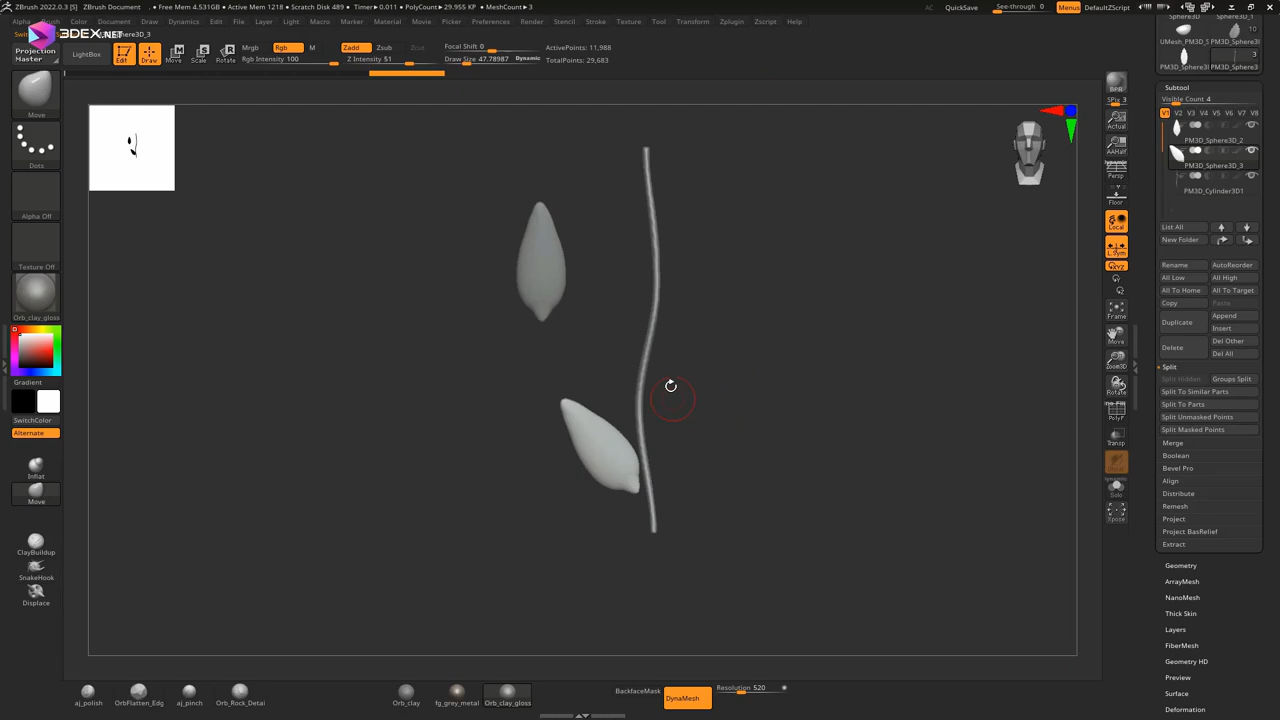 ZBrush 2022.0.3 [S] ZBrush Document . • Free Mem 4.531GB • Active Mem 1218 • Scratch Disk 489 • Timer►0.011 • PolyCount►29.955 KP • MeshCount►3
AC QuickSave See-through 0 Menus DefaultZScript
Alpha Brush Color Document Draw Dynamics Edit File Layer Light Macro Marker Material Movie Picker Preferences Render Stencil Stroke Texture Tool Transform Zplugin Zscript Help
3DEX.NET
Projection Master
LightBox
Edit Draw Move Scale Rotate
Mrgb Rgb M
Rgb Intensity 100
Zadd Zsub Zcut
Z Intensity 51
Focal Shift 0
Draw Size 47.78987 Dynamic
ActivePoints: 11,988
TotalPoints: 29,683
Move
Dots
Alpha Off
Texture Off
Orb_clay_gloss
Gradient
SwitchColor
Alternate
Inflat
Move
ClayBuildup
SnakeHook
Displace
BPR
SPix 3
Actual
AAHalf
Dynamic
Persp
Floor
Local
L.Sym
Frame
Move
Zoom3D
Rotate
Line Fill
PolyF
Transp
Dynamic
Solo
Xpose
Sphere3D Sphere3D_1
10
UMesh_PM3D_S PM3D_Sphere3I
3
PM3D_Sphere3I PM3D_Sphere3
Subtool
Visible Count 4
V1 V2 V3 V4 V5 V6 V7 V8
PM3D_Sphere3D_2
PM3D_Sphere3D_3
PM3D_Cylinder3D1
List All
New Folder
Rename AutoReorder
All Low All High
All To Home All To Target
Copy Paste
Duplicate Append
Insert
Delete Del Other
Del All
Split
Split Hidden Groups Split
Split To Similar Parts
Split To Parts
Split Unmasked Points
Split Masked Points
Merge
Boolean
Bevel Pro
Align
Distribute
Remesh
Project
Project BasRelief
Extract
Geometry
ArrayMesh
NanoMesh
Thick Skin
Layers
FiberMesh
Geometry HD
Preview
Surface
Deformation
aj_polish OrbFlatten_Edg aj_pinch Orb_Rock_Detai
Orb_clay fg_grey_metal Orb_clay_gloss
BackfaceMask DynaMesh Resolution 520